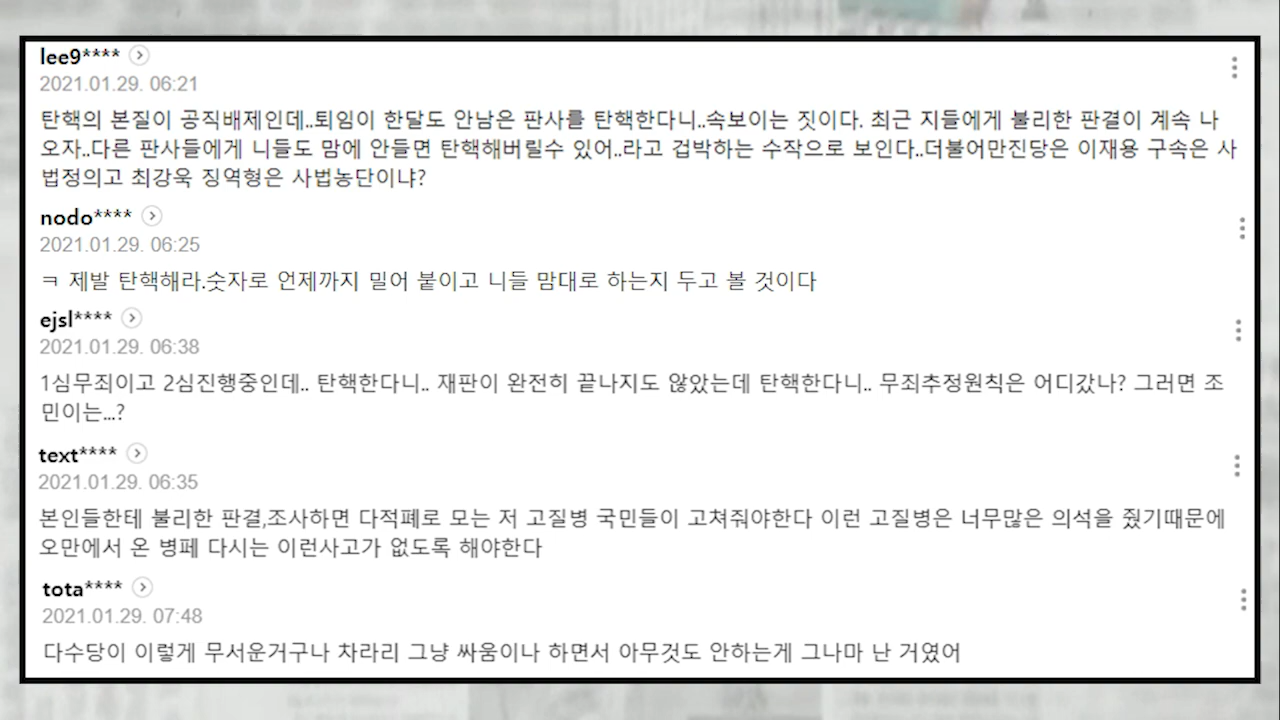 lee9****
2021.01.29. 06:21
탄핵의 본질이 공직배제인데..퇴임이 한달도 안남은 판사를 탄핵한다니..속보이는 짓이다. 최근 지들에게 불리한 판결이 계속 나
오자..다른 판사들에게 니들도 맘에 안들면 탄핵해버릴수 있어..라고 겁박하는 수작으로 보인다..더불어만진당은 이재용 구속은 사
법정의고 최강욱 징역형은 사법농단이냐?
nodo****
2021.01.29. 06:25
ㅋ 제발 탄핵해라.숫자로 언제까지 밀어 붙이고 니들 맘대로 하는지 두고 볼 것이다
ejsl****
2021.01.29. 06:38
1심무죄이고 2심진행중인데.. 탄핵한다니.. 재판이 완전히 끝나지도 않았는데 탄핵한다니.. 무죄추정원칙은 어디갔나? 그러면 조
민이는...?
text****
2021.01.29. 06:35
본인들한테 불리한 판결,조사하면 다적폐로 모는 저 고질병 국민들이 고쳐줘야한다 이런 고질병은 너무많은 의석을 줬기때문에
오만에서 온 병페 다시는 이런사고가 없도록 해야한다
tota****
2021.01.29. 07:48
다수당이 이렇게 무서운거구나 차라리 그냥 싸움이나 하면서 아무것도 안하는게 그나마 난 거였어